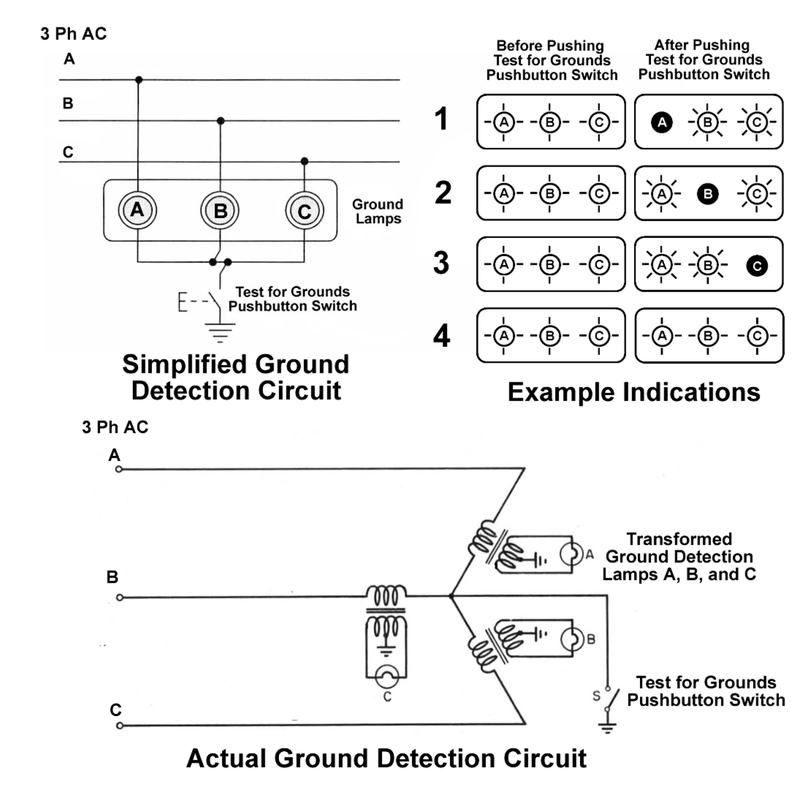 3 Ph AC
A
B
C
A B C
Ground
Lamps
Test for Grounds
Pushbutton Switch
Simplified Ground
Detection Circuit
Before Pushing
Test for Grounds
Pushbutton Switch
After Pushing
Test for Grounds
Pushbutton Switch
1 A B C A B C
2 A B C A B C
3 A B C A B C
4 A B C A B C
Example Indications
3 Ph AC
A
B
C
A
B
C
S
Transformed
Ground Detection
Lamps A, B, and C
Test for Grounds
Pushbutton Switch
Actual Ground Detection Circuit